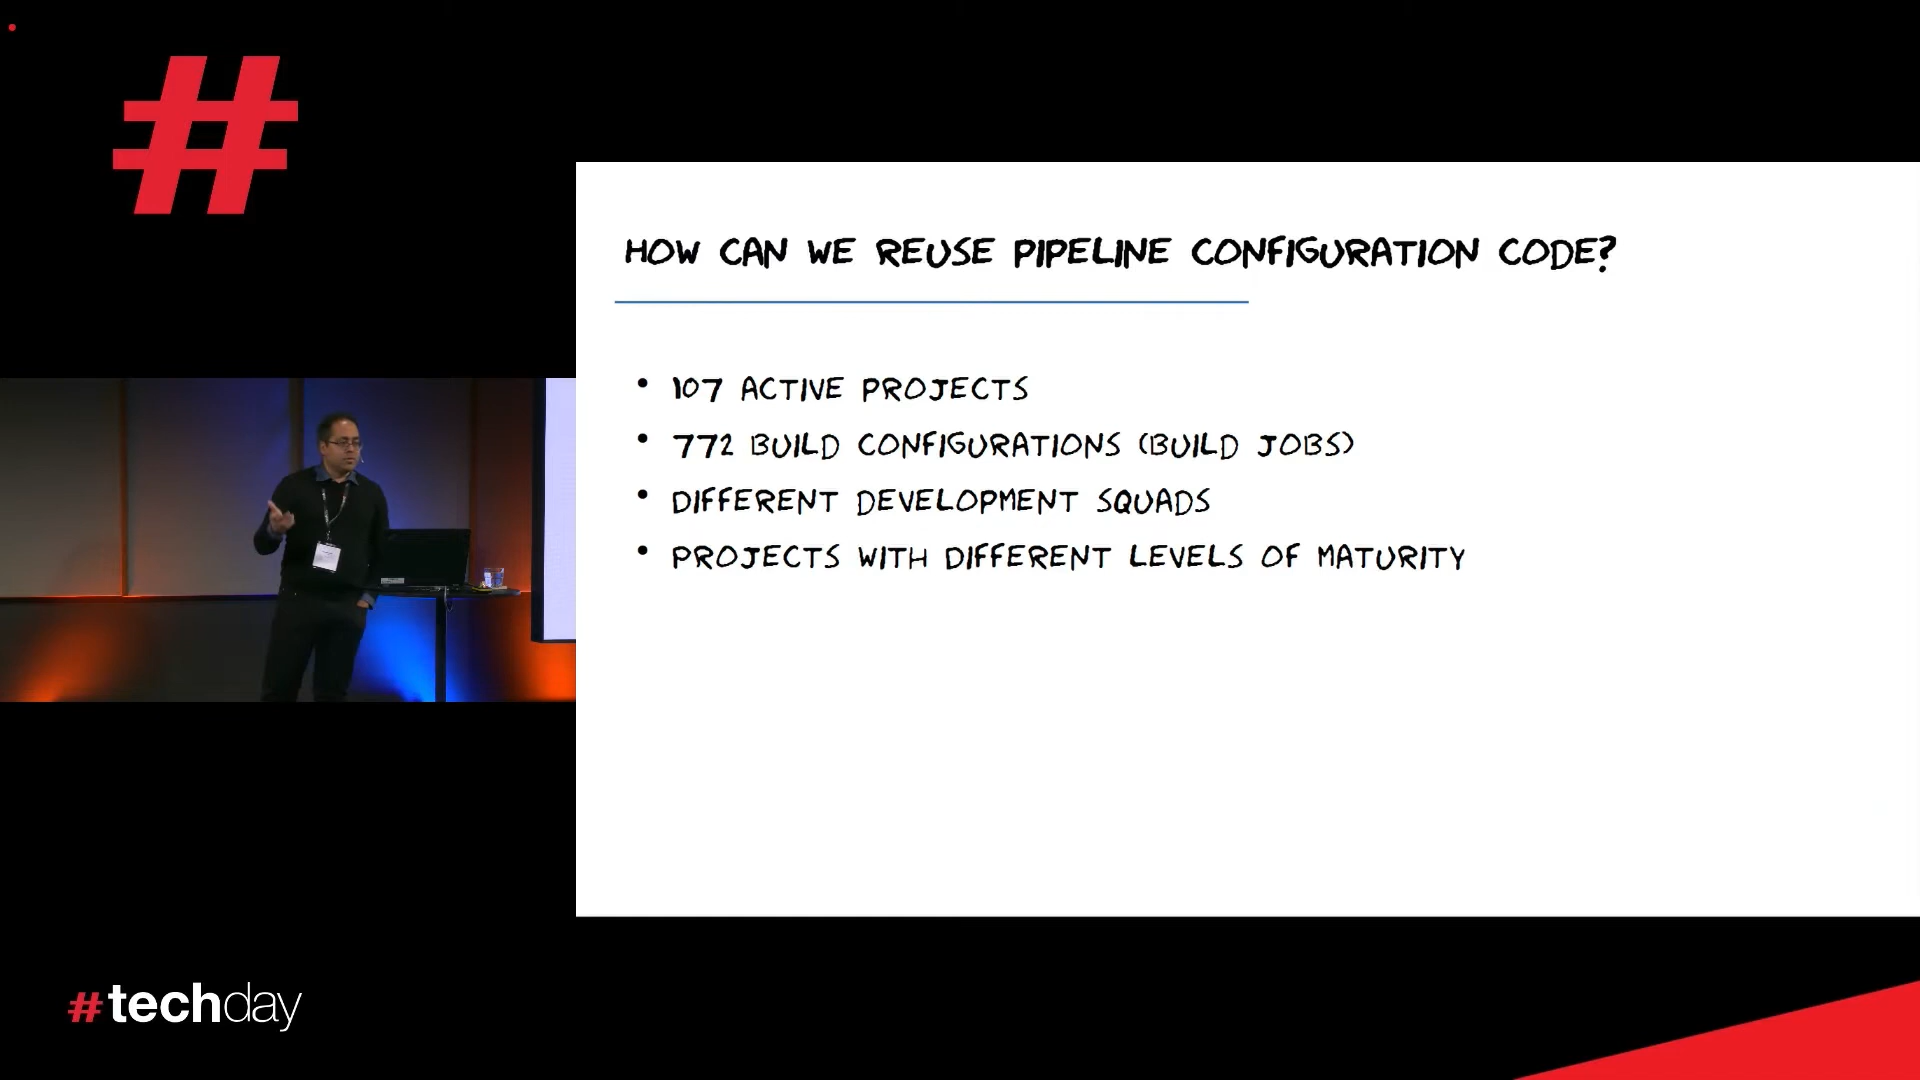 #
HOW CAN WE REUSE PIPELINE CONFIGURATION CODE?
• 107 ACTIVE PROJECTS
• 772 BUILD CONFIGURATIONS (BUILD JOBS)
• DIFFERENT DEVELOPMENT SQUADS
• PROJECTS WITH DIFFERENT LEVELS OF MATURITY
#techday